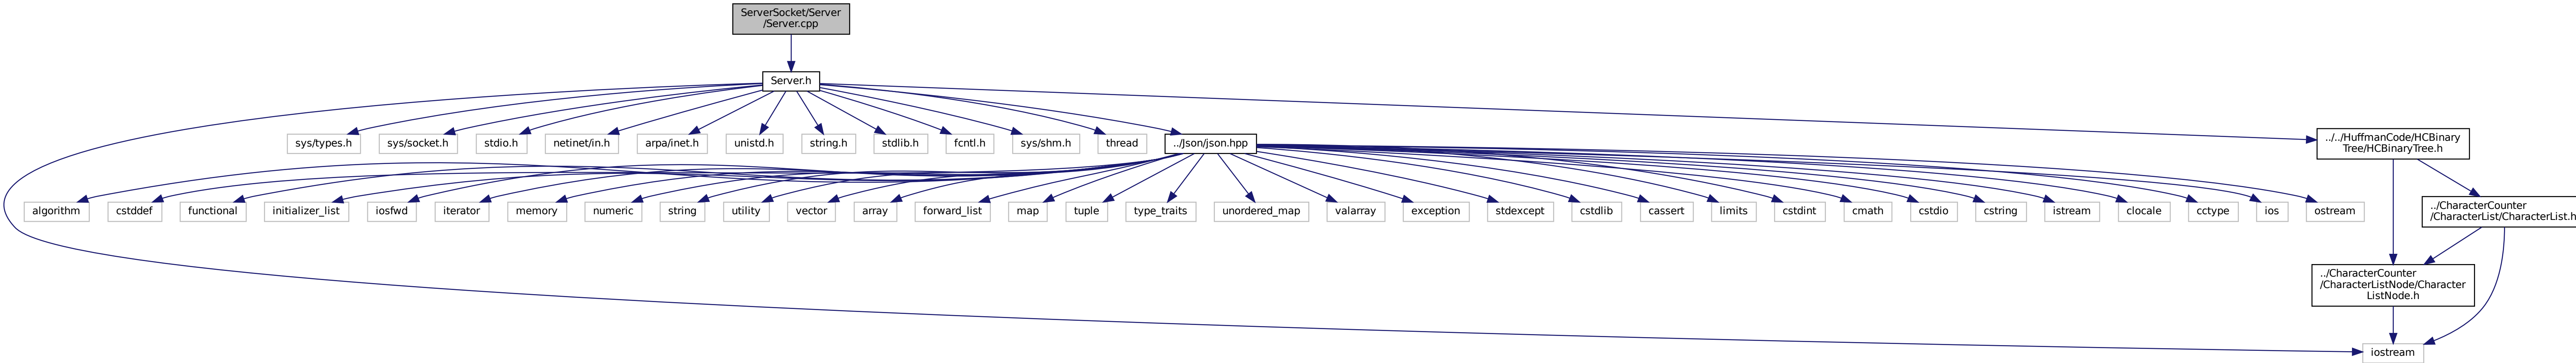 ServerSocket/Server
/Server.cpp
Server.h
sys/types.h
sys/socket.h
stdio.h
netinet/in.h
arpa/inet.h
unistd.h
string.h
stdlib.h
fcntl.h
sys/shm.h
thread
../Json/json.hpp
../../HuffmanCode/HCBinary
Tree/HCBinaryTree.h
algorithm
cstddef
functional
initializer_list
iosfwd
iterator
memory
numeric
string
utility
vector
array
forward_list
map
tuple
type_traits
unordered_map
valarray
exception
stdexcept
cstdlib
cassert
limits
cstdint
cmath
cstdio
cstring
istream
clocale
cctype
ios
ostream
../CharacterCounter
/CharacterList/CharacterList.h
../CharacterCounter
/CharacterListNode/Character
ListNode.h
iostream